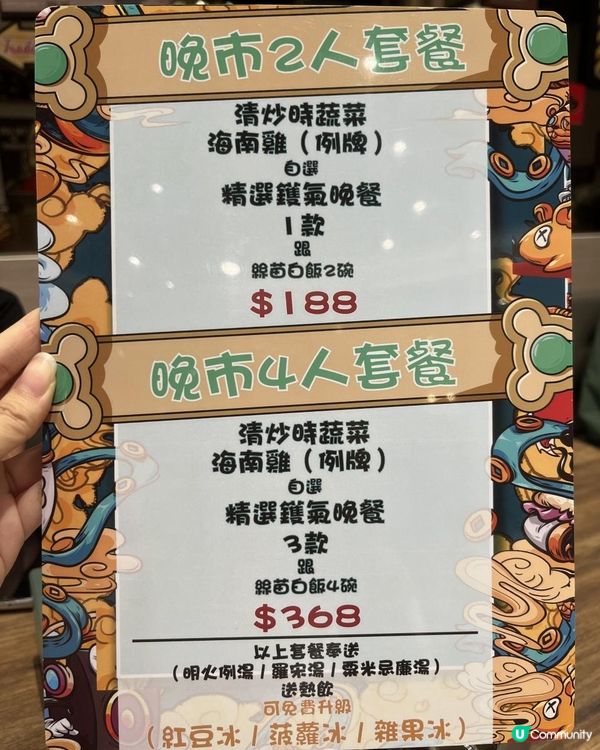 晚市2人套餐
清炒時蔬菜
海南雞（例牌）
自選
精選鑊氣晚餐
1款
跟
絲苗白飯2碗
$188
晚市4人套餐
清炒時蔬菜
海南雞（例牌）
自選
精選鑊氣晚餐
3款
跟
絲苗白飯4碗
$368
以上套餐奉送
（明火例湯/羅宋湯/粟米忌廉湯）
送熱飲
可免費升級
（紅豆冰/菠蘿冰/雜果冰）
U Community